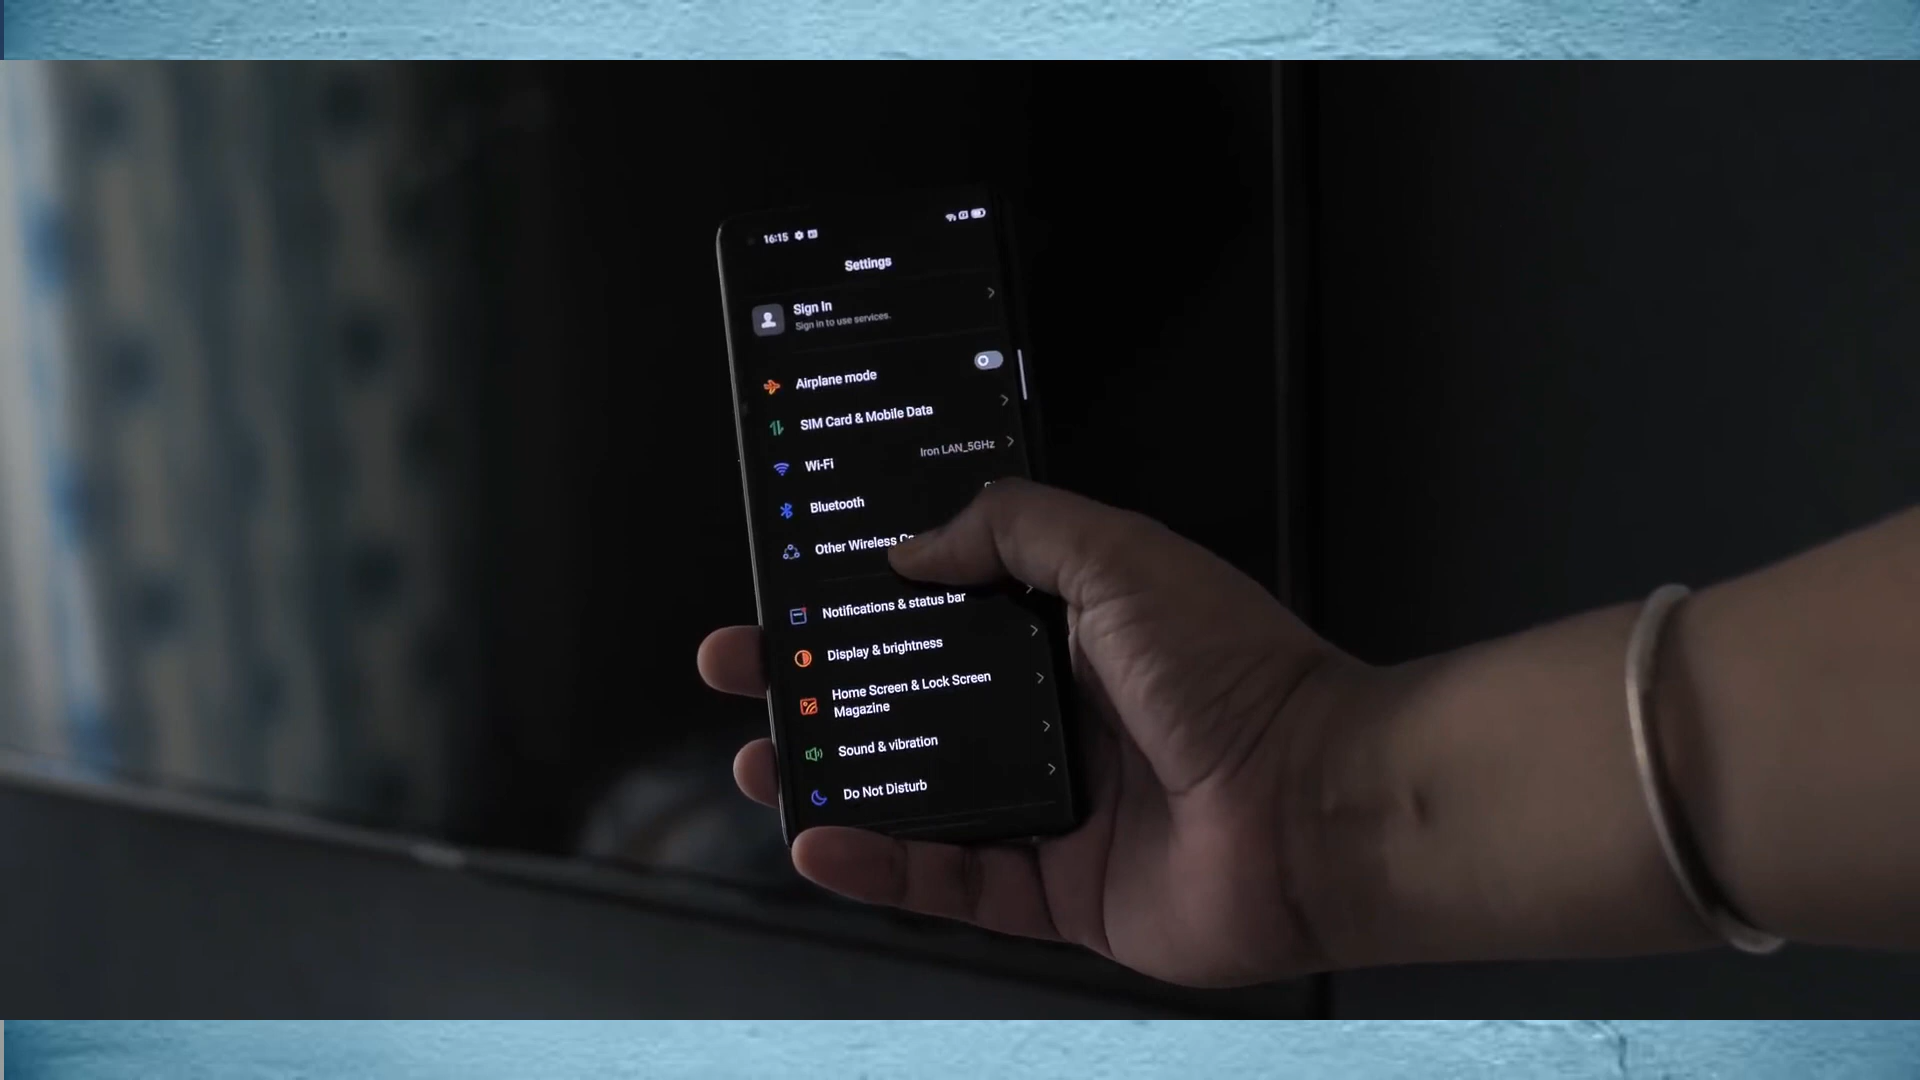 16:15
Settings
Sign In
Sign in to use services.
Airplane mode
SIM Card & Mobile Data
Wi-Fi
Iron LAN_5GHz
Bluetooth
Other Wireless
Notifications & status bar
Display & brightness
Home Screen & Lock Screen
Magazine
Sound & vibration
Do Not Disturb